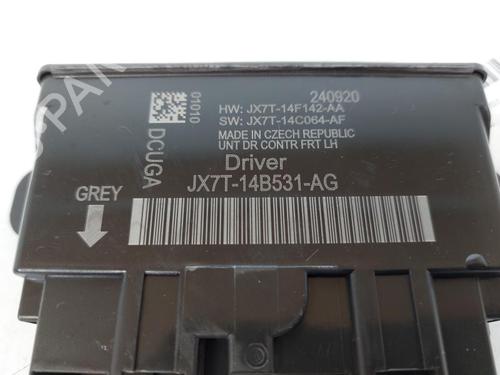 240920
HW: JX7T-14F142-AA
SW: JX7T-14C064-AF
MADE IN CZECH REPUBLIC
UNT DR CONTR FRT LH
Driver
JX7T-14B531-AG
01010
DCUGA
GREY